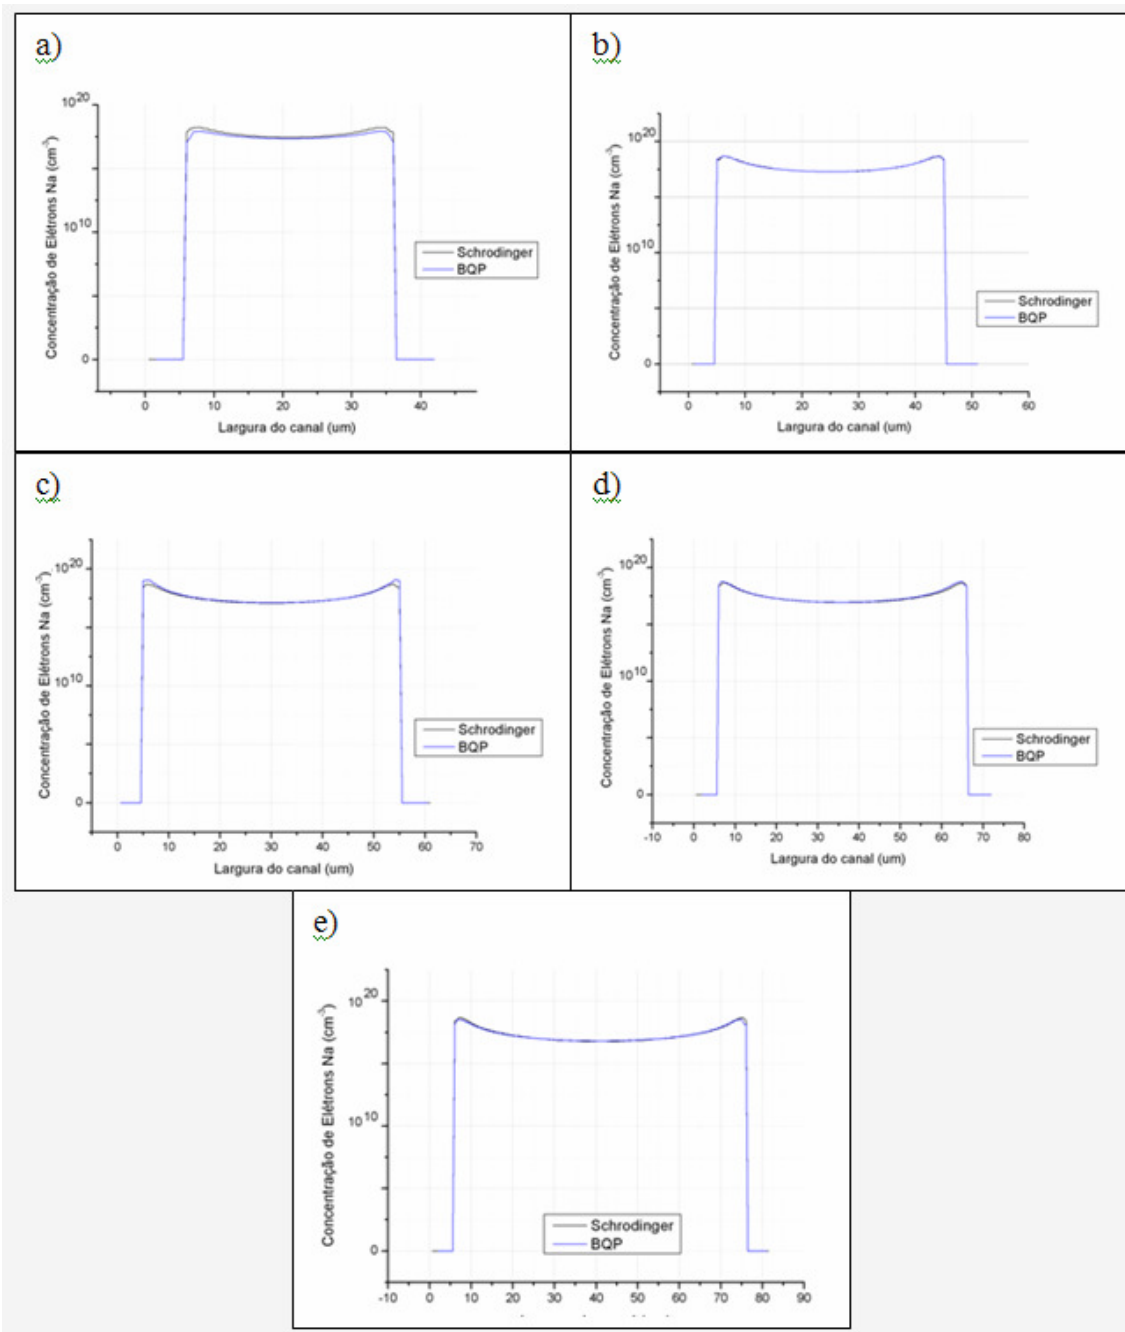 a)
10^20
10^10
0
Concentração de Elétrons Na (cm^-3)
Schrodinger
BQP
0 10 20 30 40
Largura do canal (um)
b)
10^20
10^10
0
Concentração de Elétrons Na (cm^-3)
Schrodinger
BQP
0 10 20 30 40 50 60
Largura do canal (um)
c)
10^20
10^10
0
Concentração de Elétrons Na (cm^-3)
Schrodinger
BQP
0 10 20 30 40 50 60 70
Largura do canal (um)
d)
10^20
10^10
0
Concentração de Elétrons Na (cm^-3)
Schrodinger
BQP
-10 0 10 20 30 40 50 60 70 80
Largura do canal (um)
e)
10^20
10^10
0
Concentração de Elétrons Na (cm^-3)
Schrodinger
BQP
-10 0 10 20 30 40 50 60 70 80 90